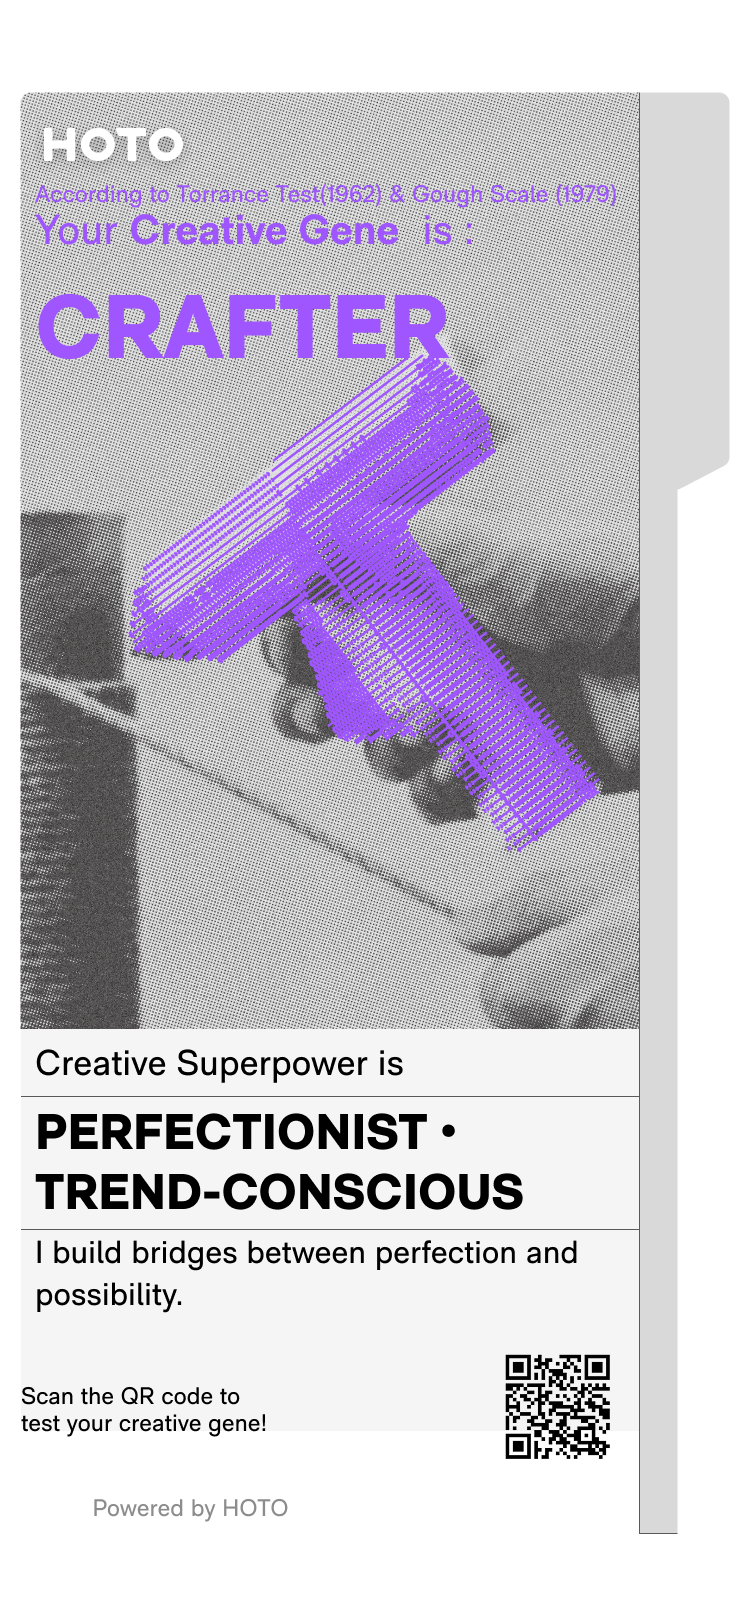 HOTO
According to Torrance Test(1962) & Gough Scale (1979)
Your Creative Gene is :
CRAFTER
Creative Superpower is
PERFECTIONIST •
TREND-CONSCIOUS
I build bridges between perfection and
possibility.
Scan the QR code to
test your creative gene!
Powered by HOTO